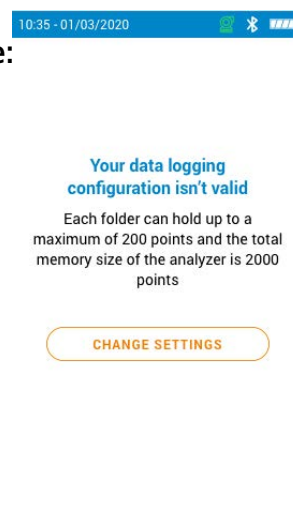 10:35 - 01/03/2020
e:
Your data logging
configuration isn't valid
Each folder can hold up to a
maximum of 200 points and the total
memory size of the analyzer is 2000
points
CHANGE SETTINGS